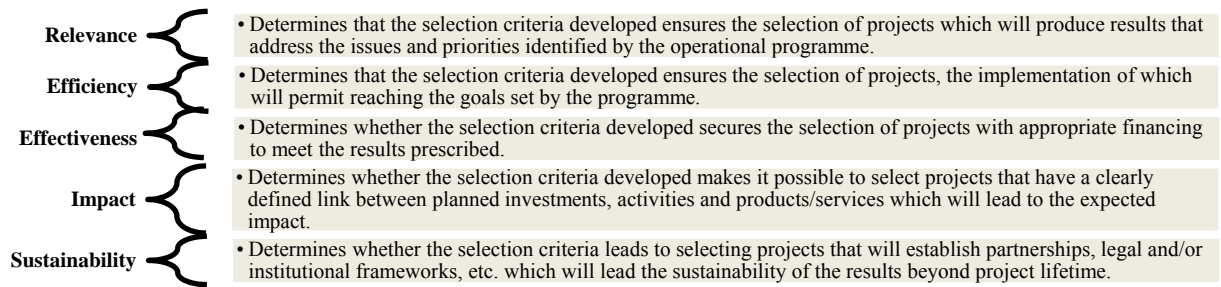 Relevance
• Determines that the selection criteria developed ensures the selection of projects which will produce results that
address the issues and priorities identified by the operational programme.
Efficiency
• Determines that the selection criteria developed ensures the selection of projects, the implementation of which
will permit reaching the goals set by the programme.
Effectiveness
• Determines whether the selection criteria developed secures the selection of projects with appropriate financing
to meet the results prescribed.
Impact
• Determines whether the selection criteria developed makes it possible to select projects that have a clearly
defined link between planned investments, activities and products/services which will lead to the expected
impact.
Sustainability
• Determines whether the selection criteria leads to selecting projects that will establish partnerships, legal and/or
institutional frameworks, etc. which will lead the sustainability of the results beyond project lifetime.